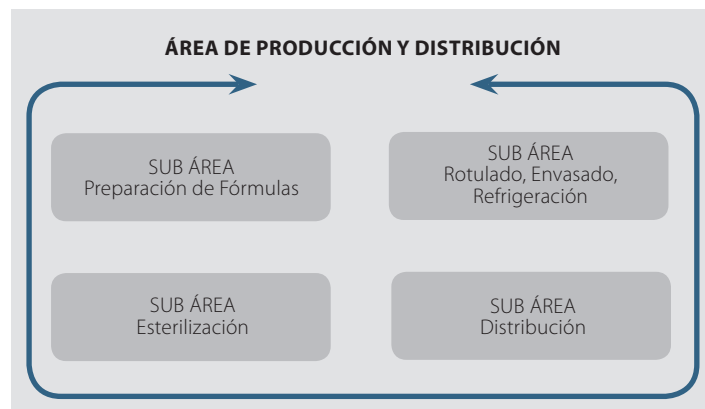 ÁREA DE PRODUCCIÓN Y DISTRIBUCIÓN
SUB ÁREA
Preparación de Fórmulas
SUB ÁREA
Rotulado, Envasado,
Refrigeración
SUB ÁREA
Esterilización
SUB ÁREA
Distribución